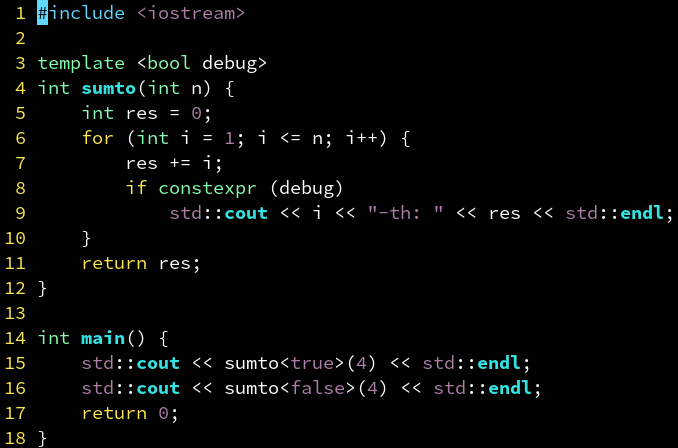 1 #include <iostream>
2
3 template <bool debug>
4 int sumto(int n) {
5     int res = 0;
6     for (int i = 1; i <= n; i++) {
7         res += i;
8         if constexpr (debug)
9             std::cout << i << "-th: " << res << std::endl;
10     }
11     return res;
12 }
13
14 int main() {
15     std::cout << sumto<true>(4) << std::endl;
16     std::cout << sumto<false>(4) << std::endl;
17     return 0;
18 }